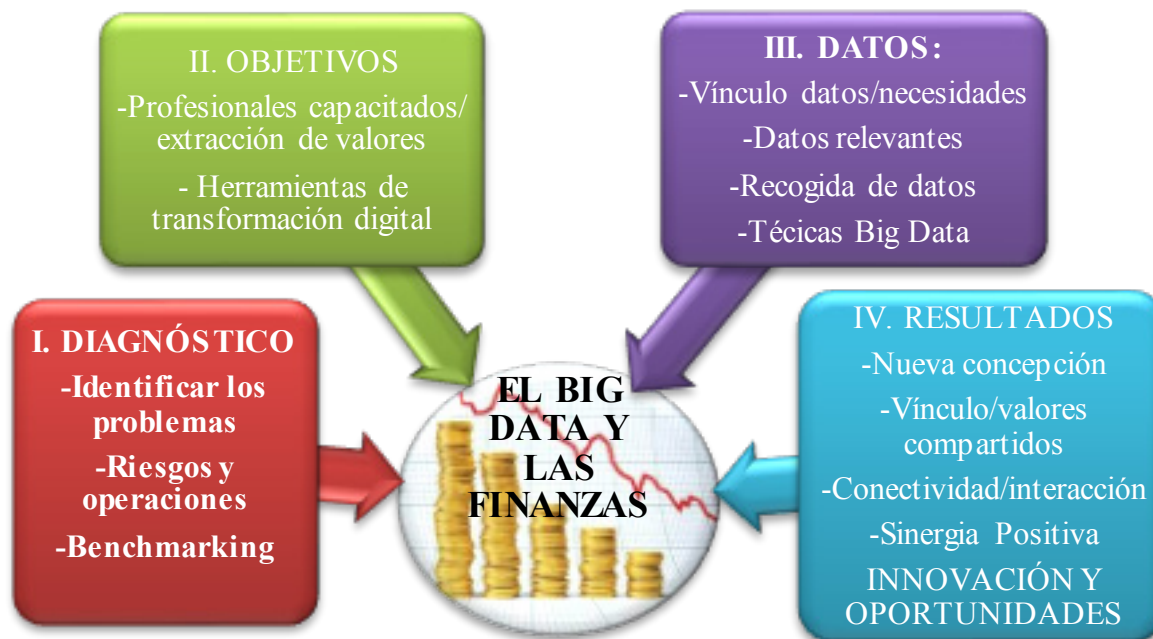 II. OBJETIVOS
-Profesionales capacitados/
extracción de valores
- Herramientas de
transformación digital
III. DATOS:
-Vínculo datos/necesidades
-Datos relevantes
-Recogida de datos
-Técicas Big Data
I. DIAGNÓSTICO
-Identificar los
problemas
-Riesgos y
operaciones
-Benchmarking
EL BIG
DATA Y
LAS
FINANZAS
IV. RESULTADOS
-Nueva concepción
-Vínculo/valores
compartidos
-Conectividad/interacción
-Sinergia Positiva
INNOVACIÓN Y
OPORTUNIDADES